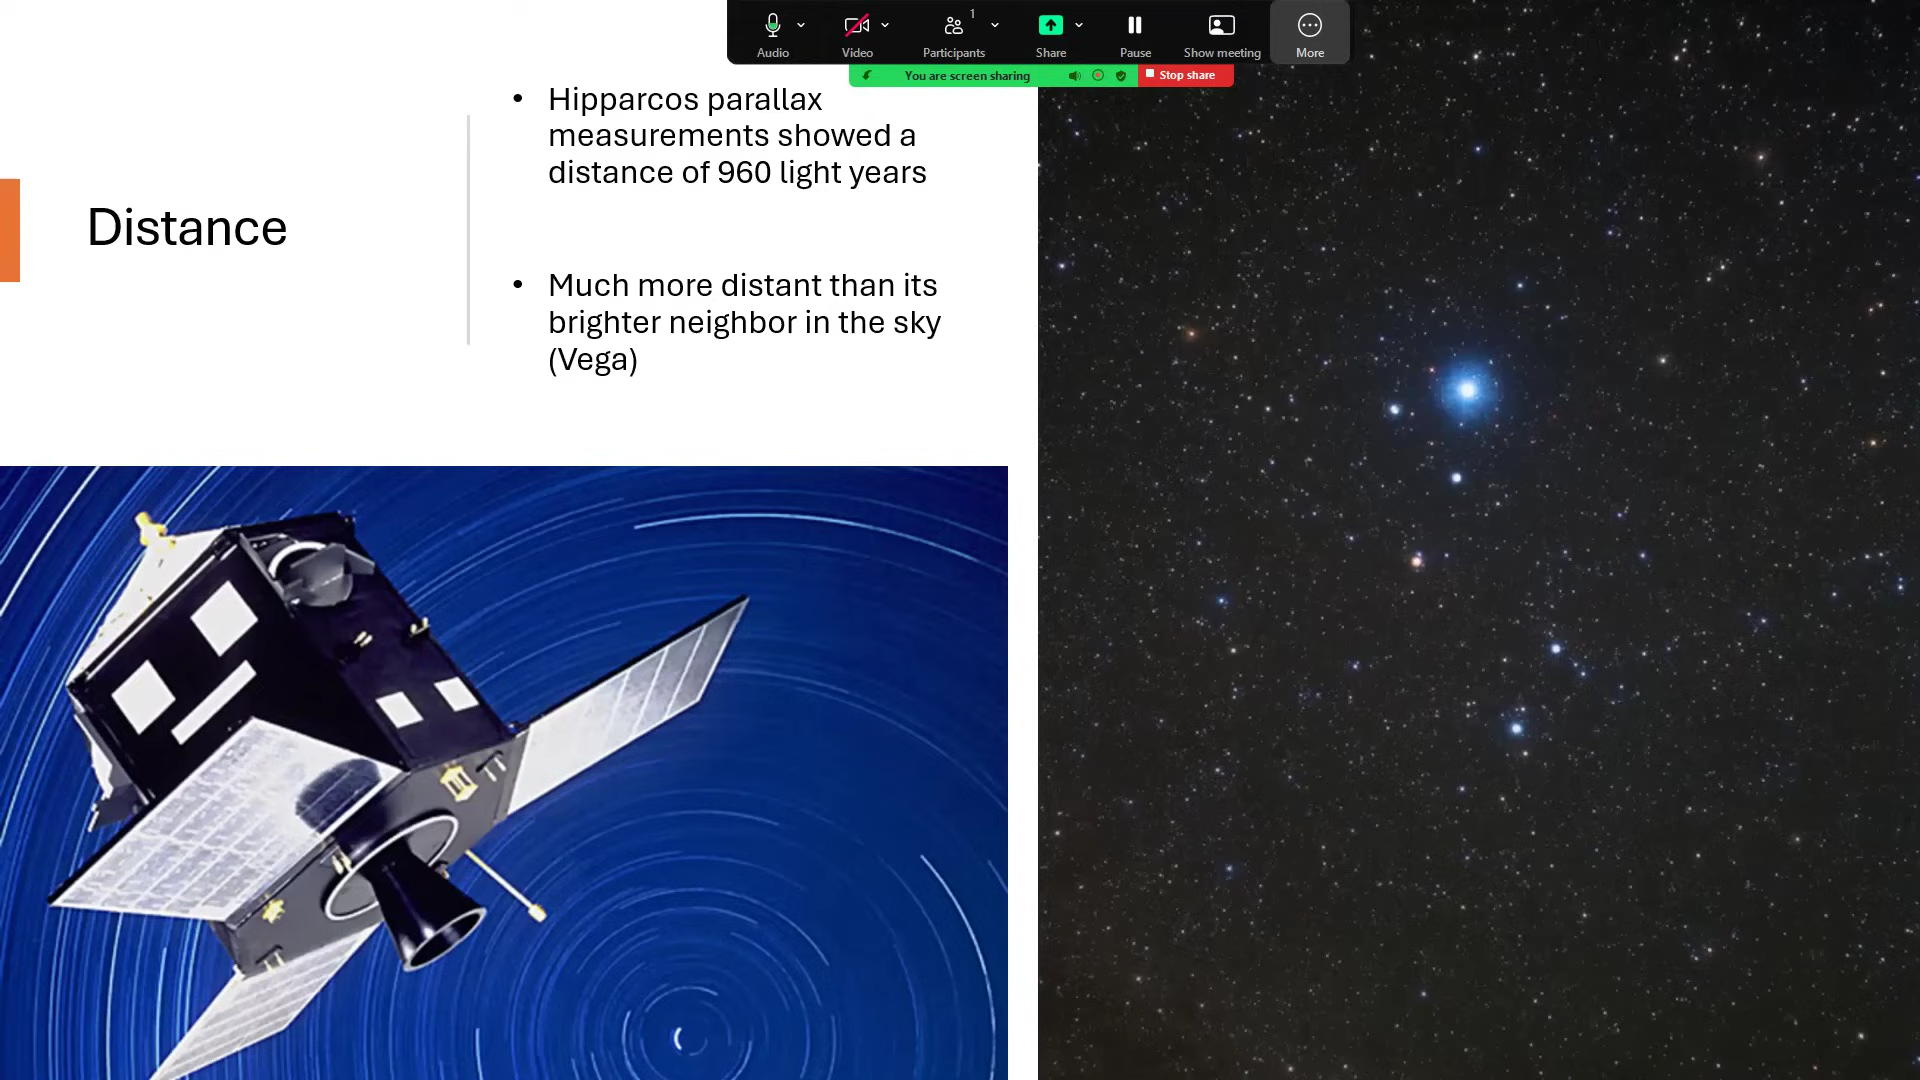 1
Audio
Video
Participants
Share
Pause
Show meeting
More
You are screen sharing
Stop share
Distance
• Hipparcos parallax
measurements showed a
distance of 960 light years
• Much more distant than its
brighter neighbor in the sky
(Vega)